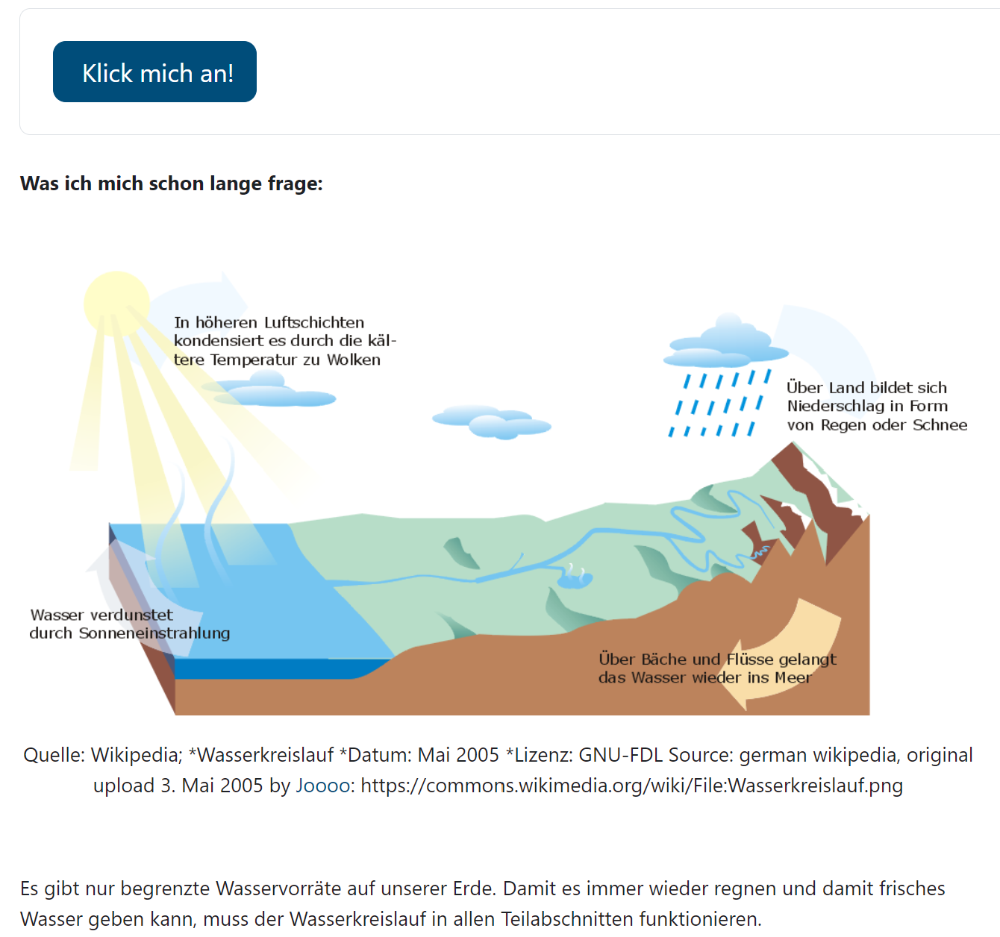 Klick mich an!
Was ich mich schon lange frage:
In höheren Luftschichten
kondensiert es durch die käl-
tere Temperatur zu Wolken
Über Land bildet sich
Niederschlag in Form
von Regen oder Schnee
Wasser verdunstet
durch Sonneneinstrahlung
Über Bäche und Flüsse gelangt
das Wasser wieder ins Meer
Quelle: Wikipedia; *Wasserkreislauf *Datum: Mai 2005 *Lizenz: GNU-FDL Source: german wikipedia, original
upload 3. Mai 2005 by Joooo: https://commons.wikimedia.org/wiki/File:Wasserkreislauf.png
Es gibt nur begrenzte Wasservorräte auf unserer Erde. Damit es immer wieder regnen und damit frisches
Wasser geben kann, muss der Wasserkreislauf in allen Teilabschnitten funktionieren.